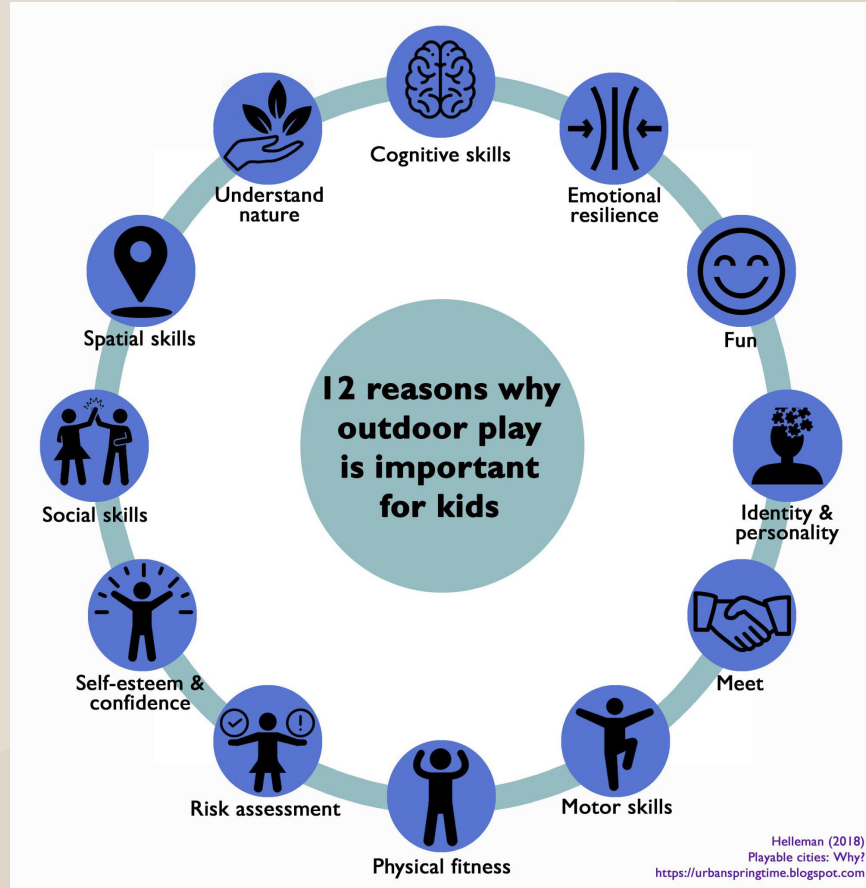 12 reasons why
outdoor play
is important
for kids
Cognitive skills
Emotional
resilience
Fun
Identity &
personality
Meet
Motor skills
Physical fitness
Risk assessment
Self-esteem &
confidence
Social skills
Spatial skills
Understand
nature
Helleman (2018)
Playable cities: Why?
https://urbanspringtime.blogspot.com